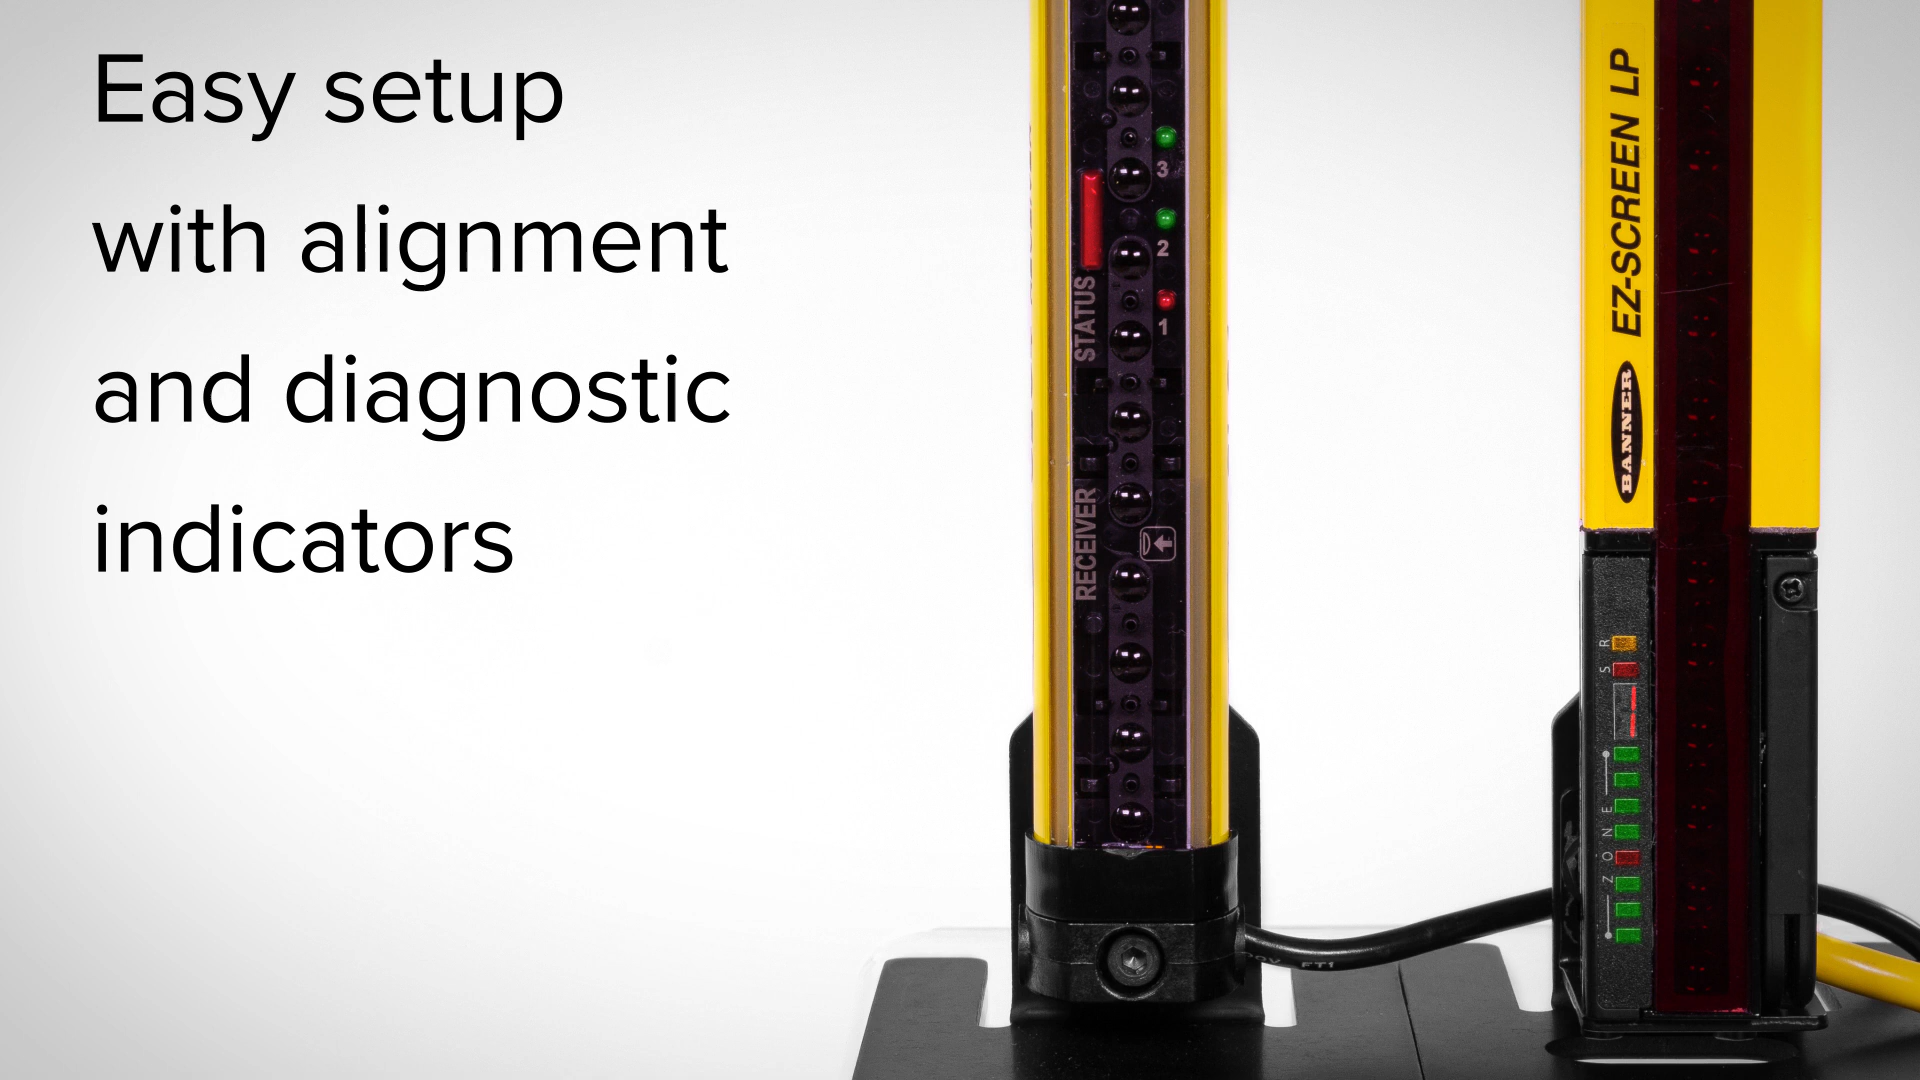 Easy setup
with alignment
and diagnostic
indicators
3
2
1
STATUS
RECEIVER
EZ-SCREEN LP
BANNER
R
S
ZONE